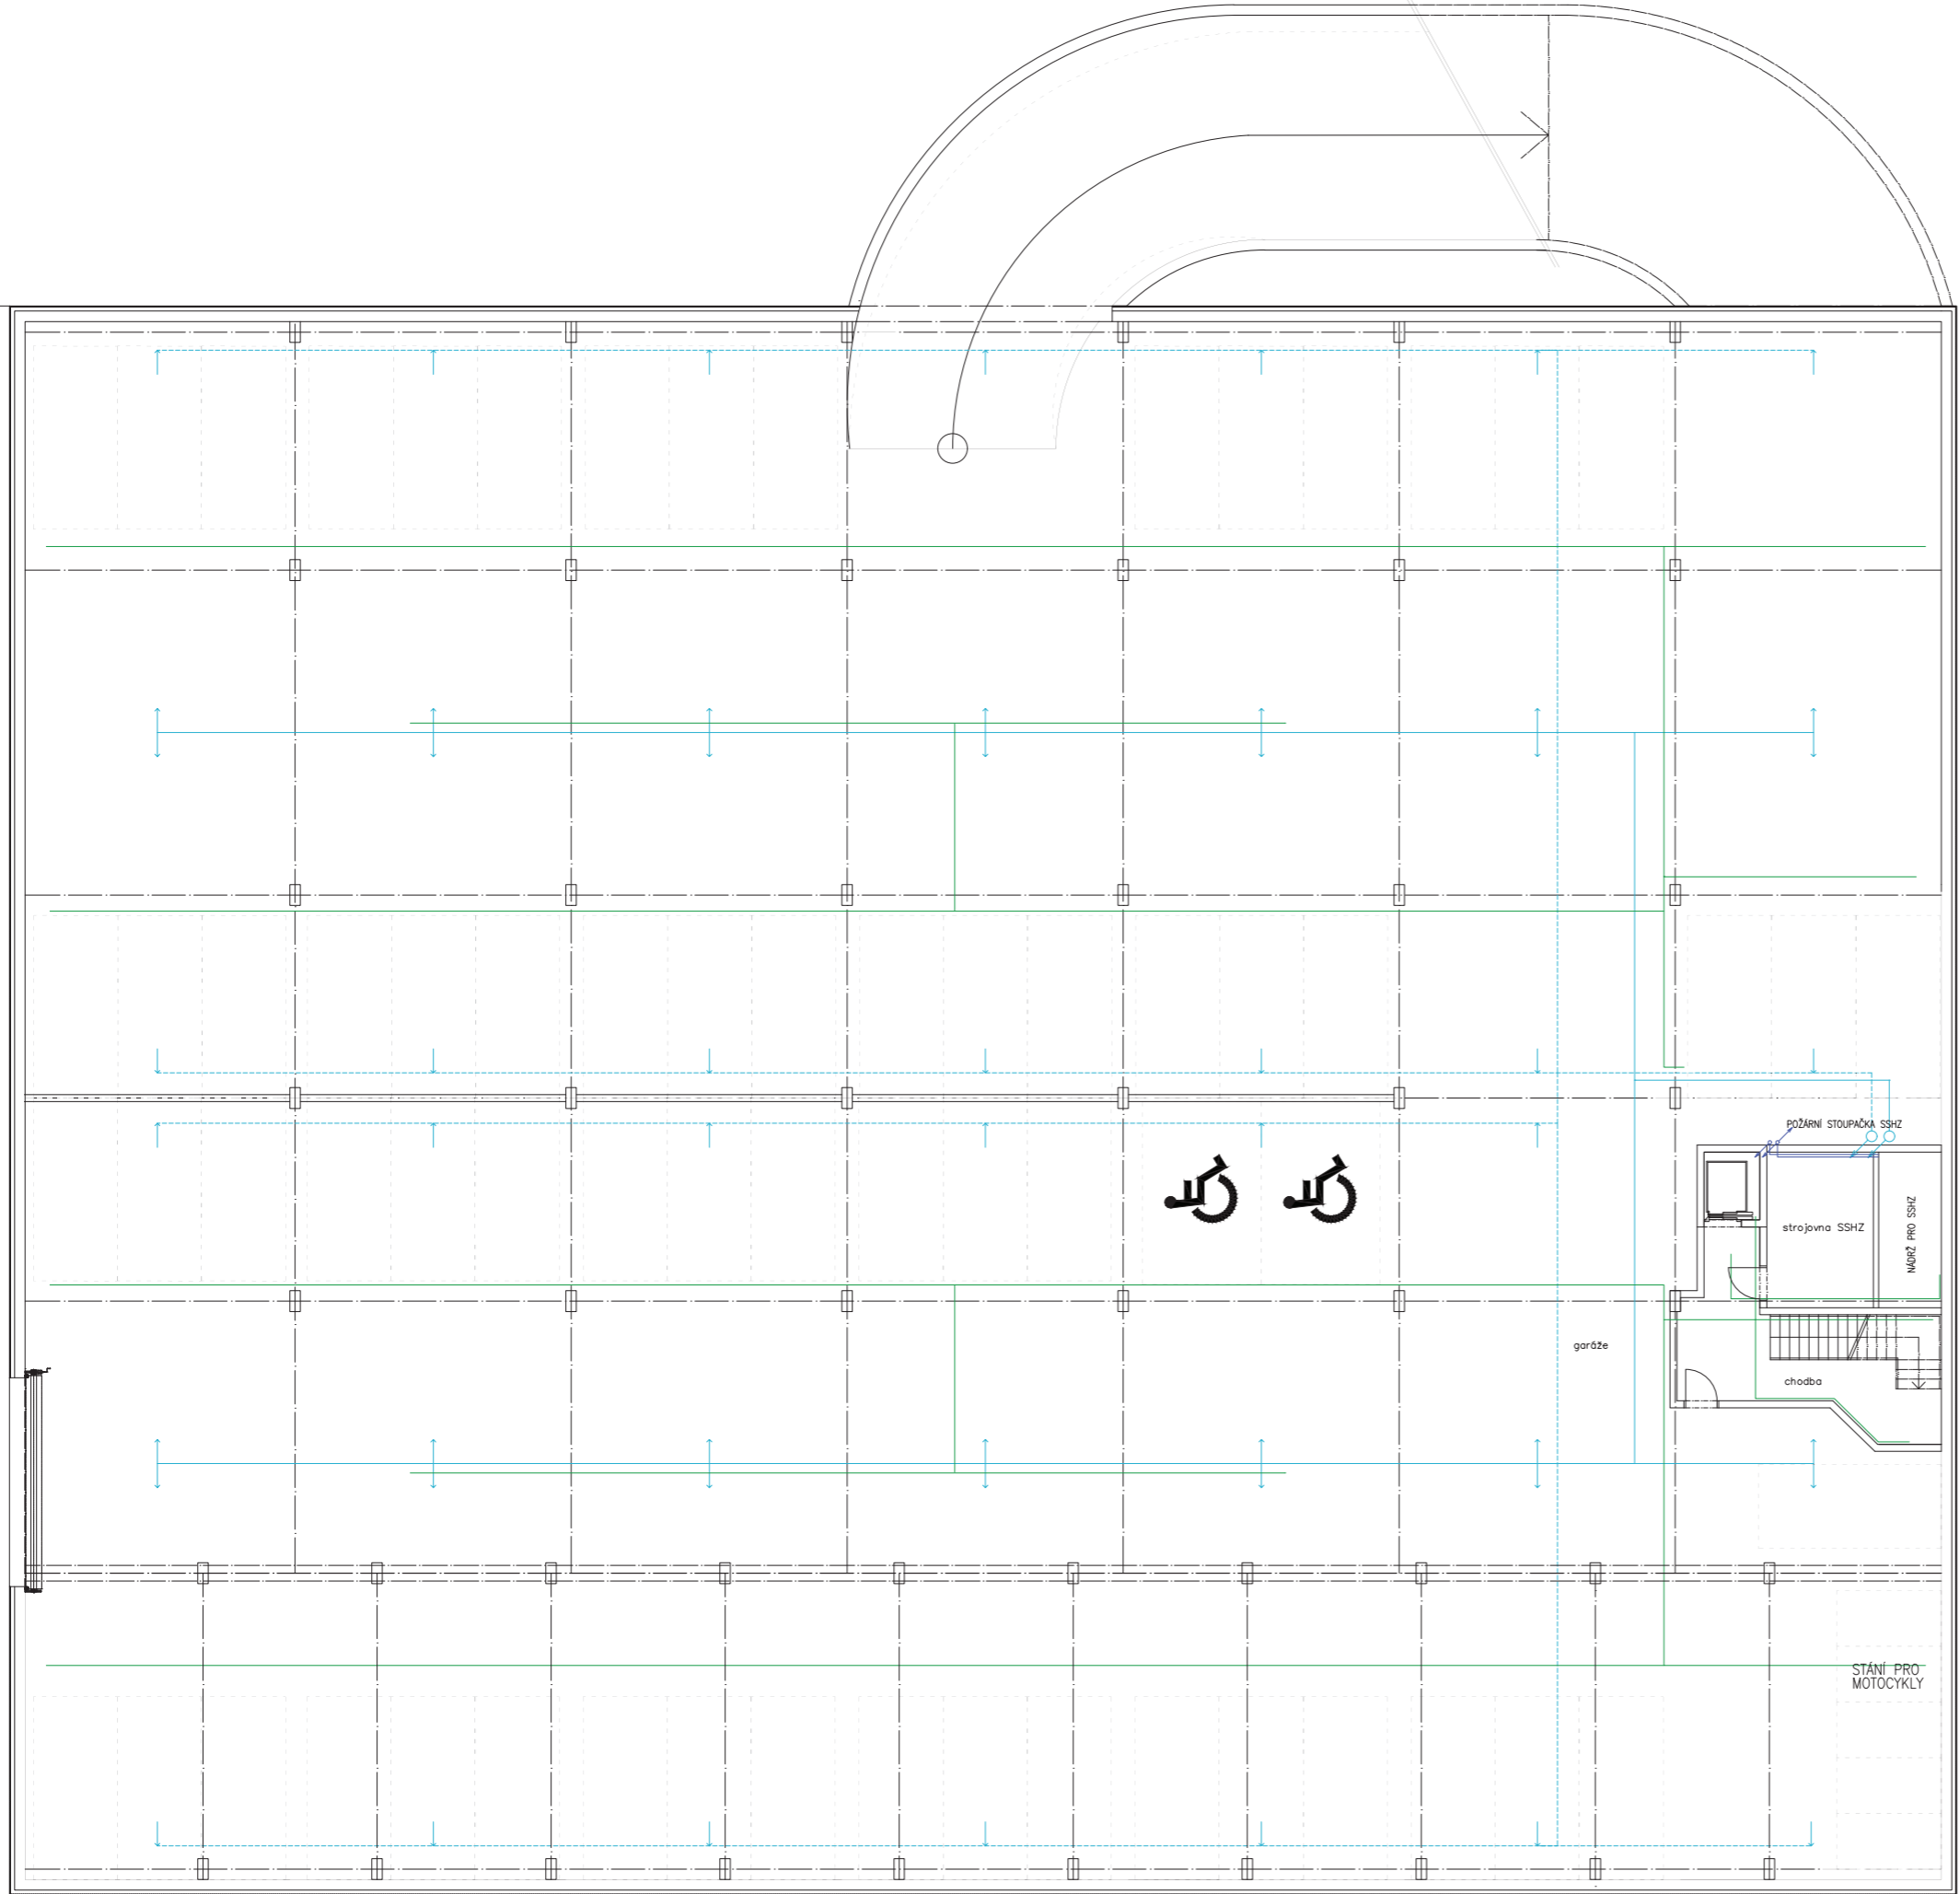 POŽÁRNÍ STOUPAČKA SSHZ
strojovna SSHZ
NÁDRŽ PRO SSHZ
garáže
chodba
STÁNÍ PRO
MOTOCYKLY